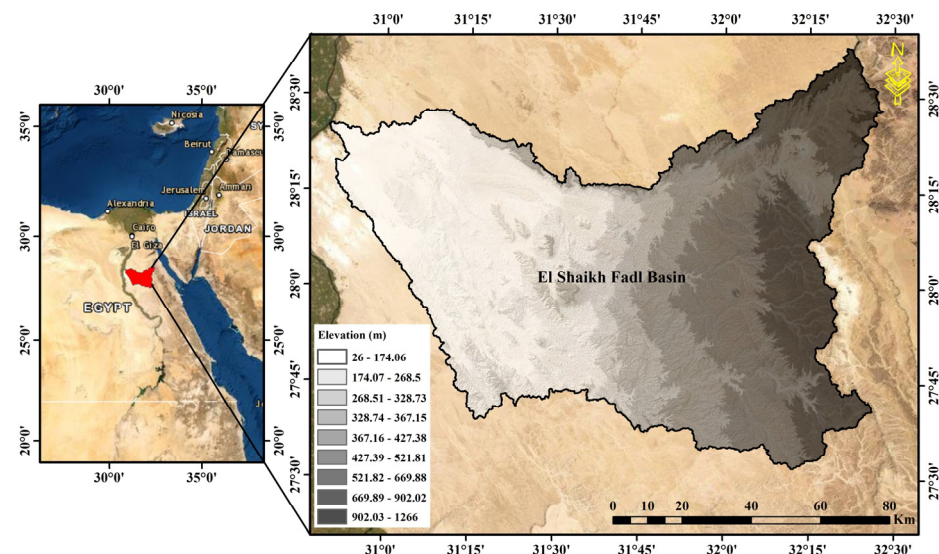 30°0'
35°0'
35°0'
30°0'
25°0'
20°0'
Nicosia
SY
Beirut
Damascu
Jerusalem
Amman
ISRAEL
Alexandria
JORDAN
Cairo
El Giza
EGYPT
35°0'
30°0'
25°0'
20°0'
30°0'
35°0'
31°0'
31°15'
31°30'
31°45'
32°0'
32°15'
32°30'
N
28°30'
28°15'
28°0'
27°45'
27°30'
El Shaikh Fadl Basin
Elevation (m)
26 - 174.06
174.07 - 268.5
268.51 - 328.73
328.74 - 367.15
367.16 - 427.38
427.39 - 521.81
521.82 - 669.88
669.89 - 902.02
902.03 - 1266
0 10 20 40 60 80
Km
28°30'
28°15'
28°0'
27°45'
27°30'
31°0'
31°15'
31°30'
31°45'
32°0'
32°15'
32°30'